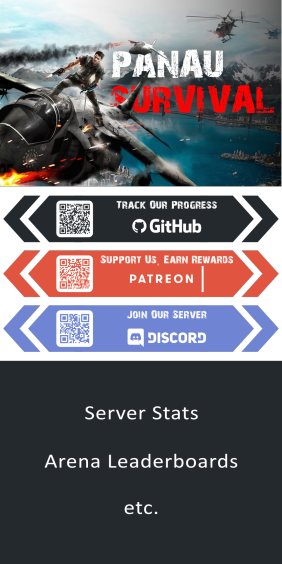 PANAU
SURVIVAL
Track Our Progress
GitHub
Support Us, Earn Rewards
PATREON
Join Our Server
DISCORD
Server Stats
Arena Leaderboards
etc.